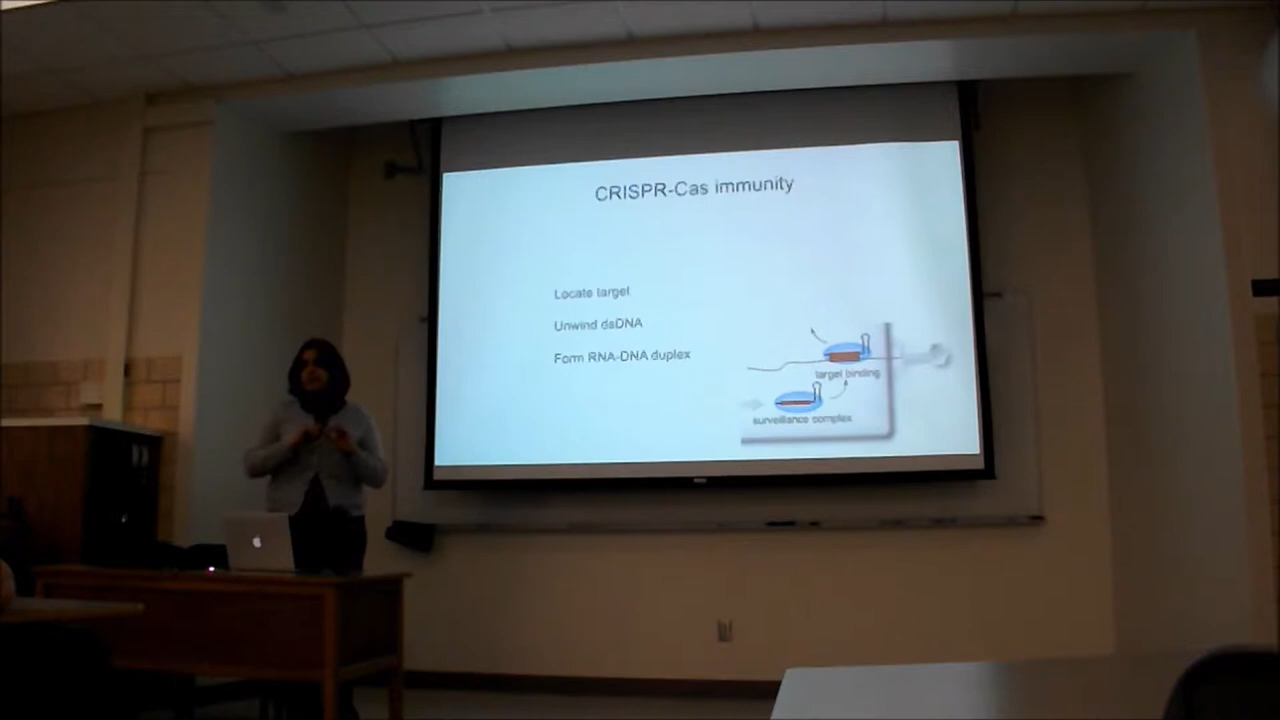 CRISPR-Cas immunity
Locate target
Unwind dsDNA
Form RNA-DNA duplex
target binding
surveillance complex